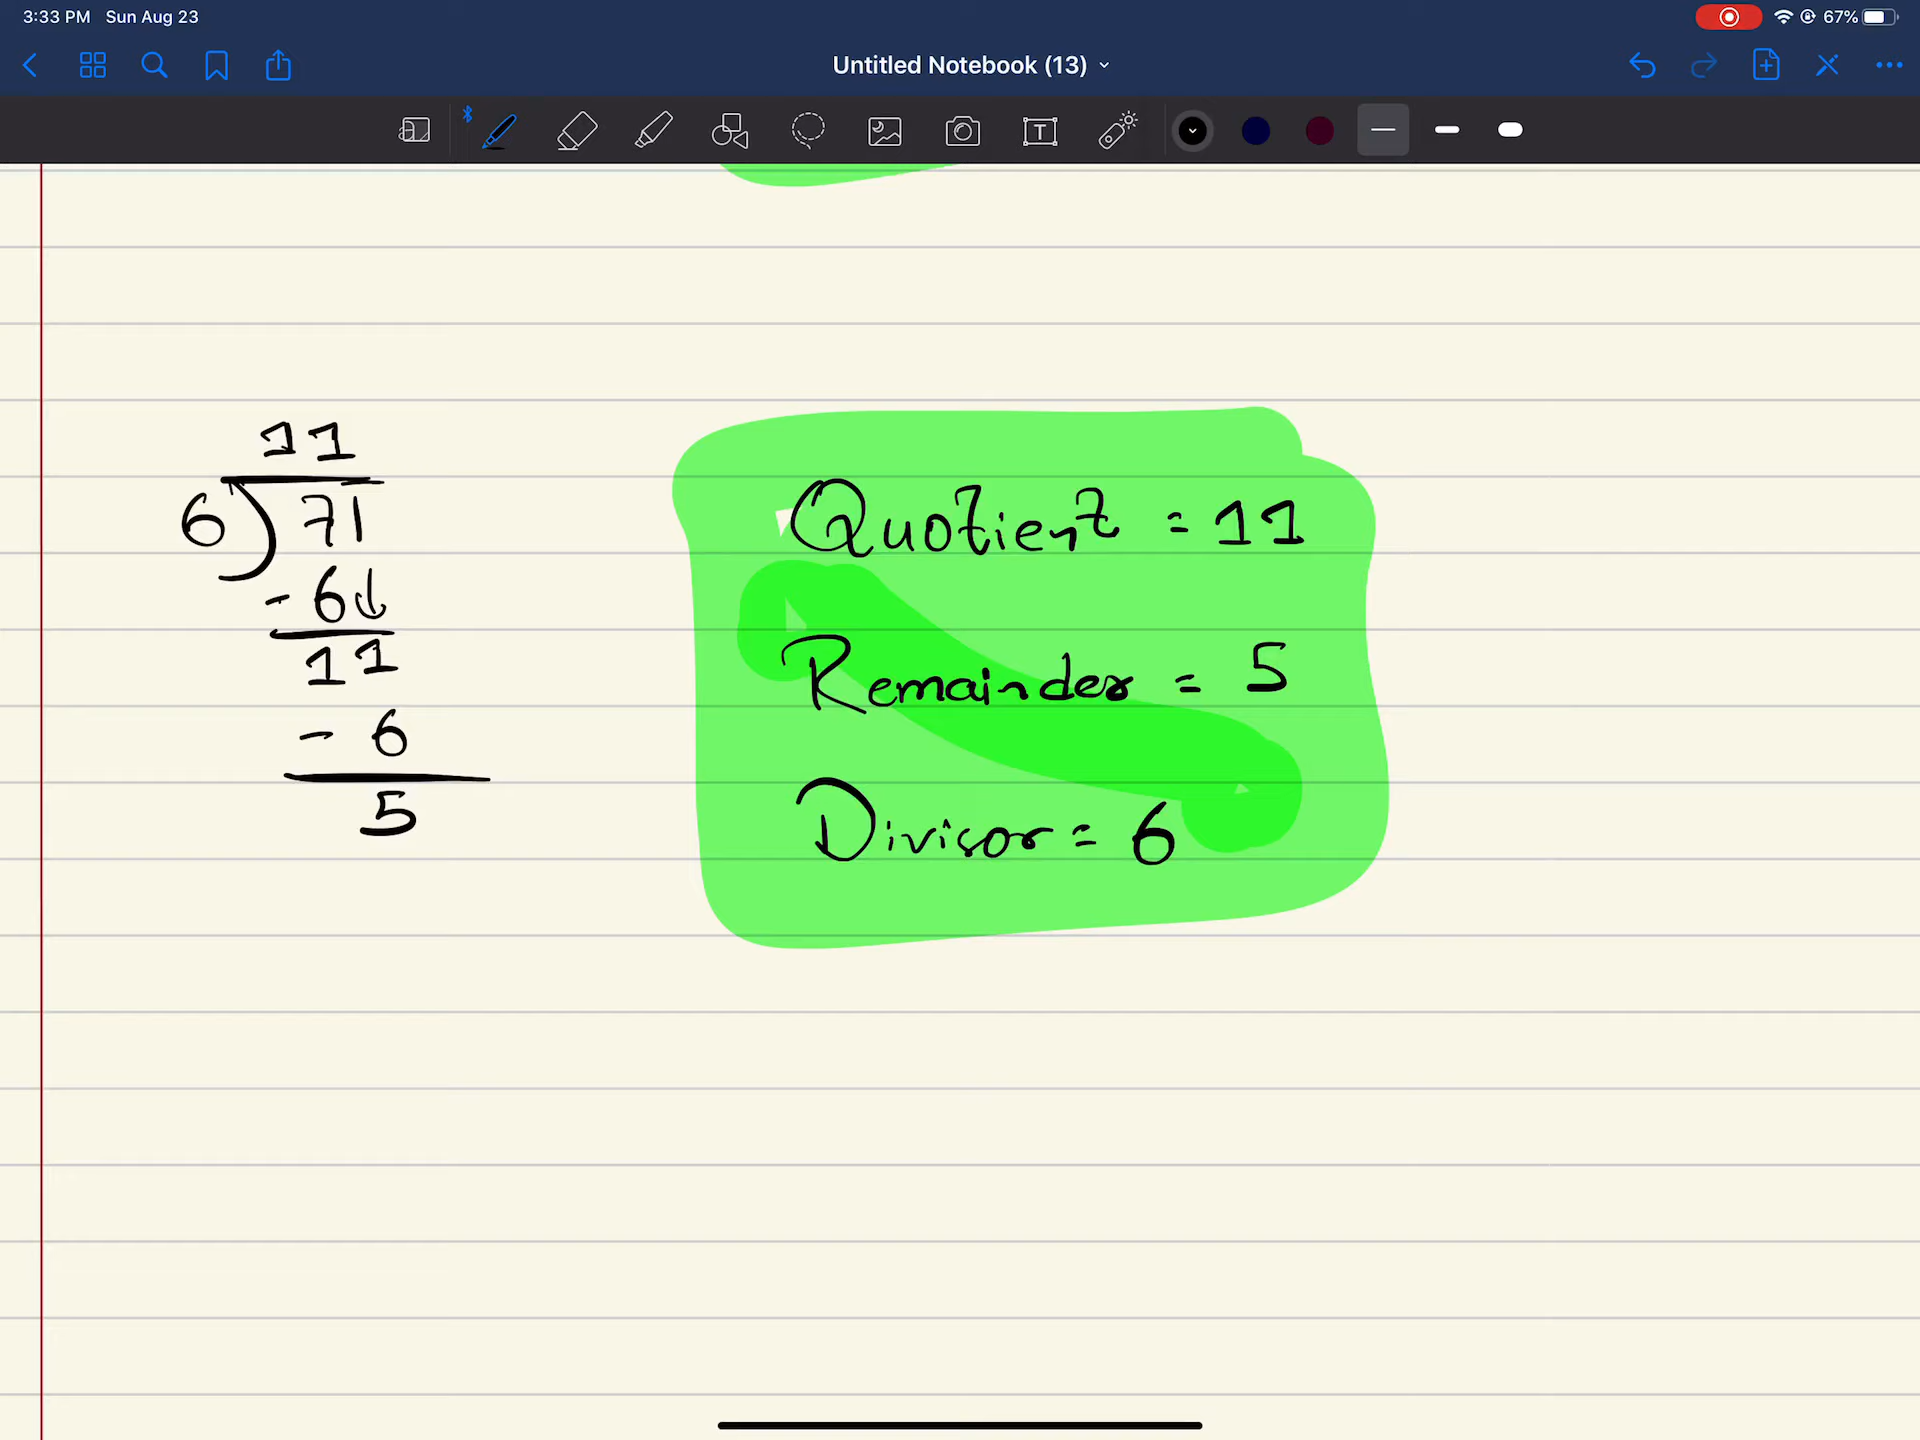 3:33 PM Sun Aug 23
67%
Untitled Notebook (13)
11
6 71
- 6
11
- 6
5
Quotient = 11
Remainder = 5
Divisor = 6